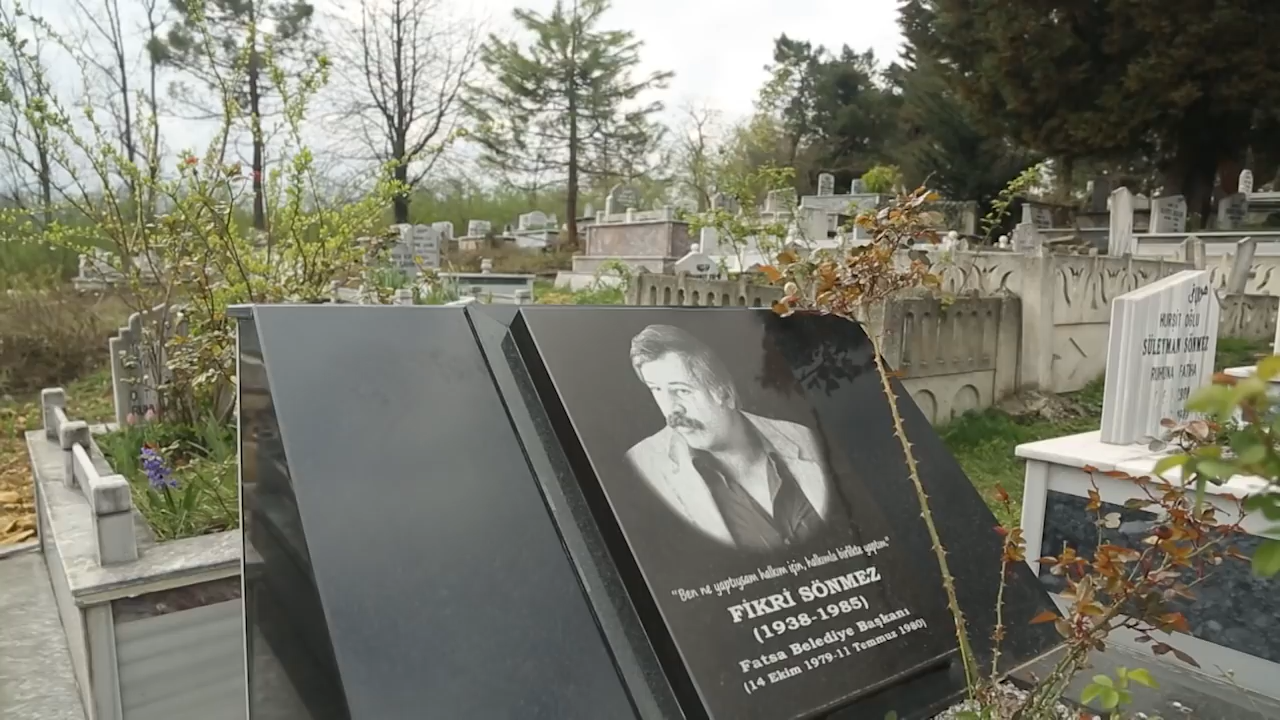 "Ben ne yaptıysam halkım için, halkımla birlikte yaptım."
FİKRİ SÖNMEZ
(1938-1985)
Fatsa Belediye Başkanı
(14 Ekim 1979-11 Temmuz 1980)
HURŞİT OĞLU
SÜLEYMAN SÖNMEZ
RUHUNA FATİHA